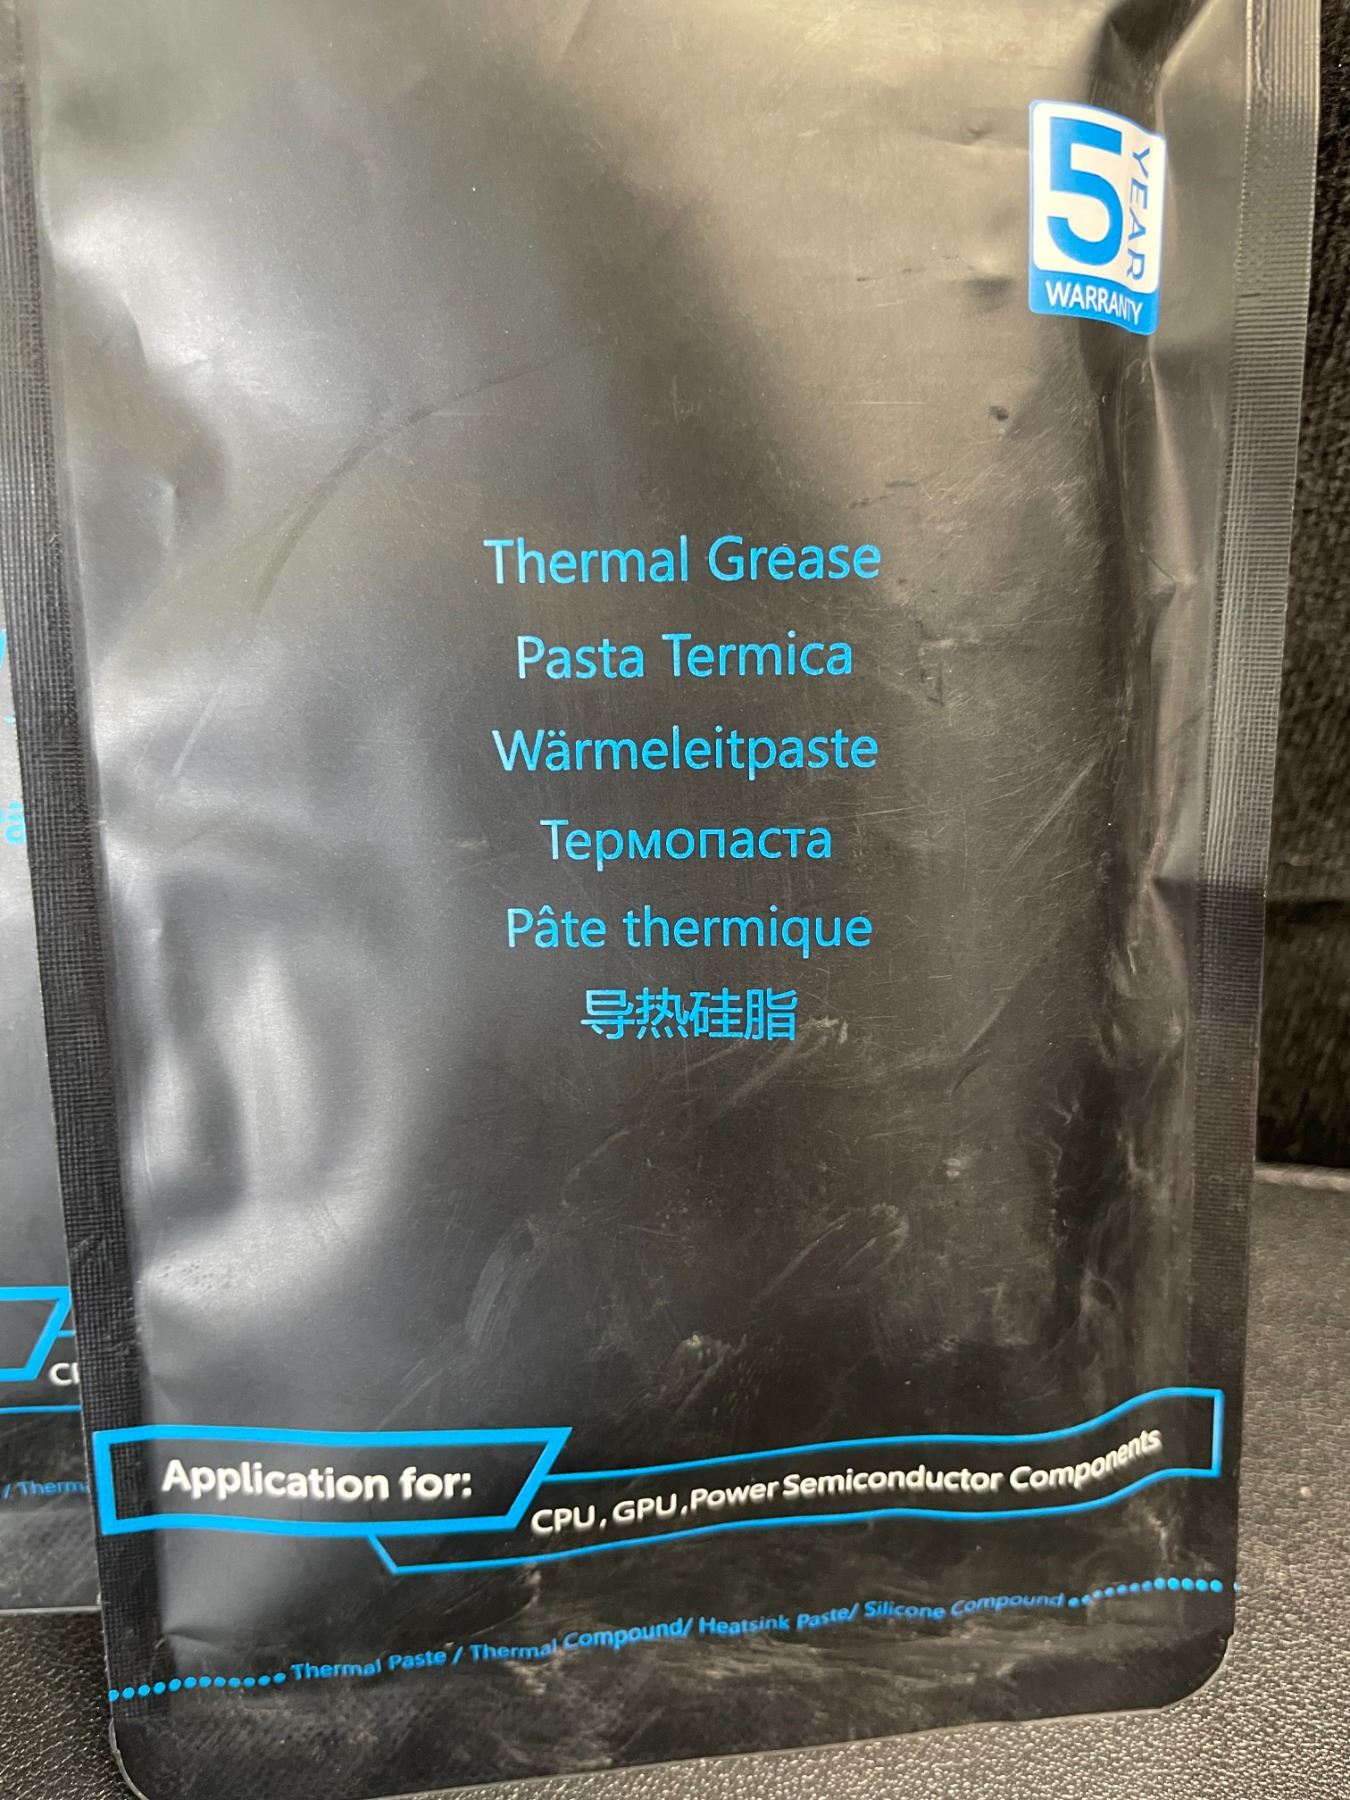 5
YEAR
WARRANTY
Thermal Grease
Pasta Termica
Wärmeleitpaste
Термопаста
Pâte thermique
导热硅脂
Application for:
CPU, GPU, Power Semiconductor Components
Thermal Paste / Thermal Compound/ Heatsink Paste/ Silicone Compound